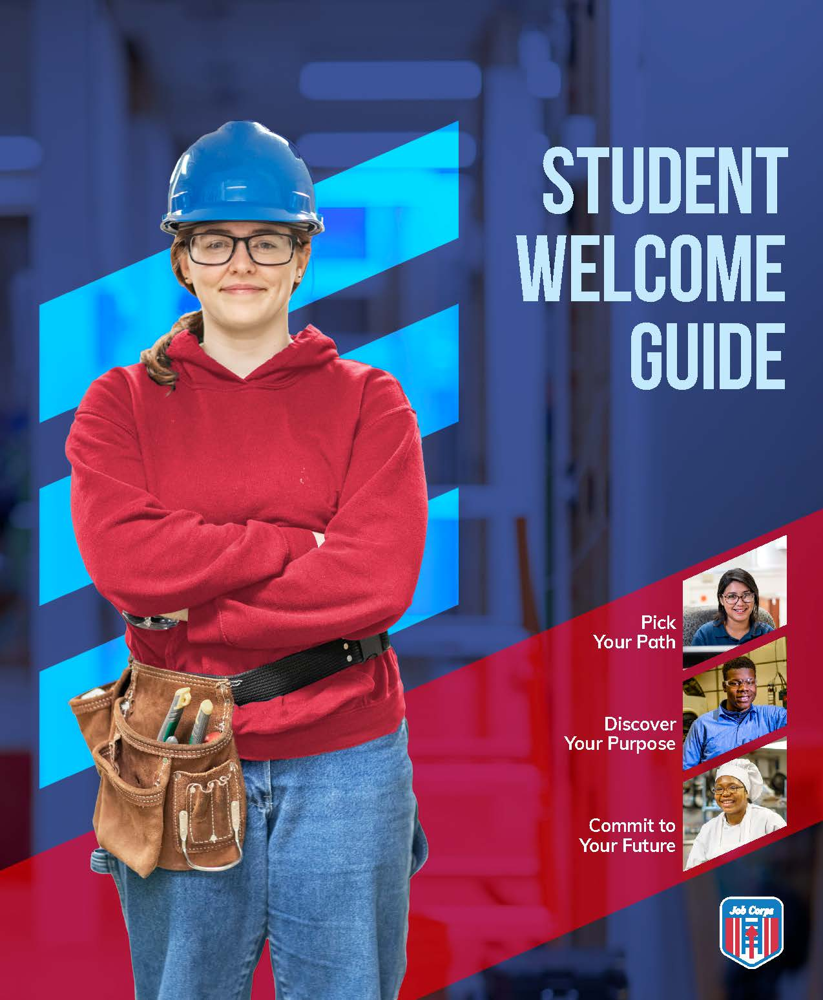 STUDENT
WELCOME
GUIDE
Pick
Your Path
Discover
Your Purpose
Commit to
Your Future
Job Corps